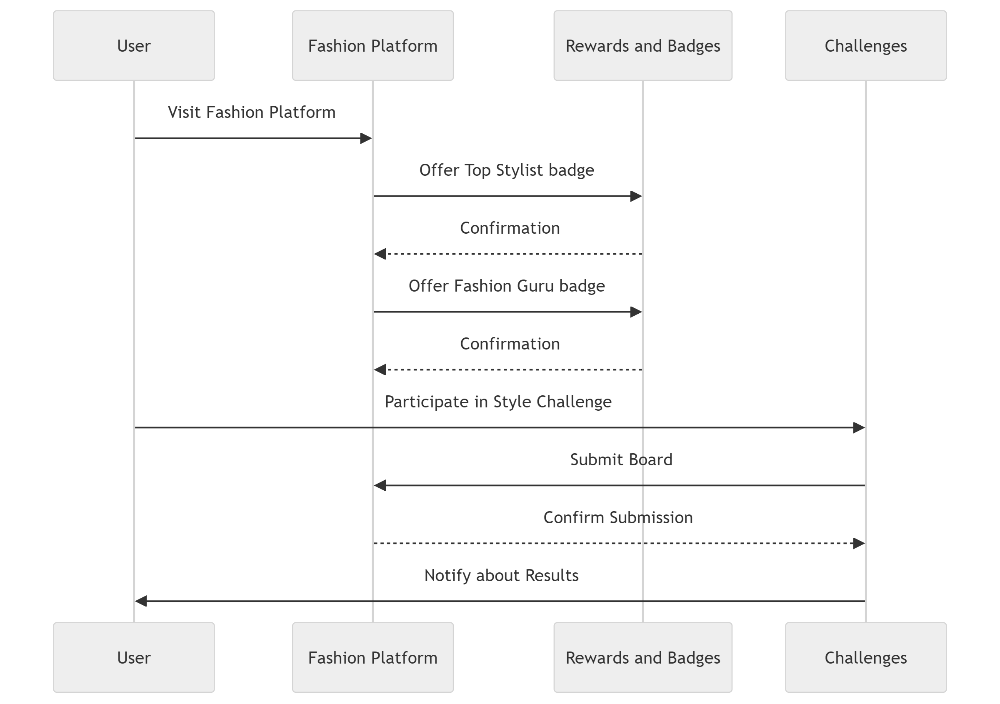 User
Fashion Platform
Rewards and Badges
Challenges
Visit Fashion Platform
Offer Top Stylist badge
Confirmation
Offer Fashion Guru badge
Confirmation
Participate in Style Challenge
Submit Board
Confirm Submission
Notify about Results
User
Fashion Platform
Rewards and Badges
Challenges